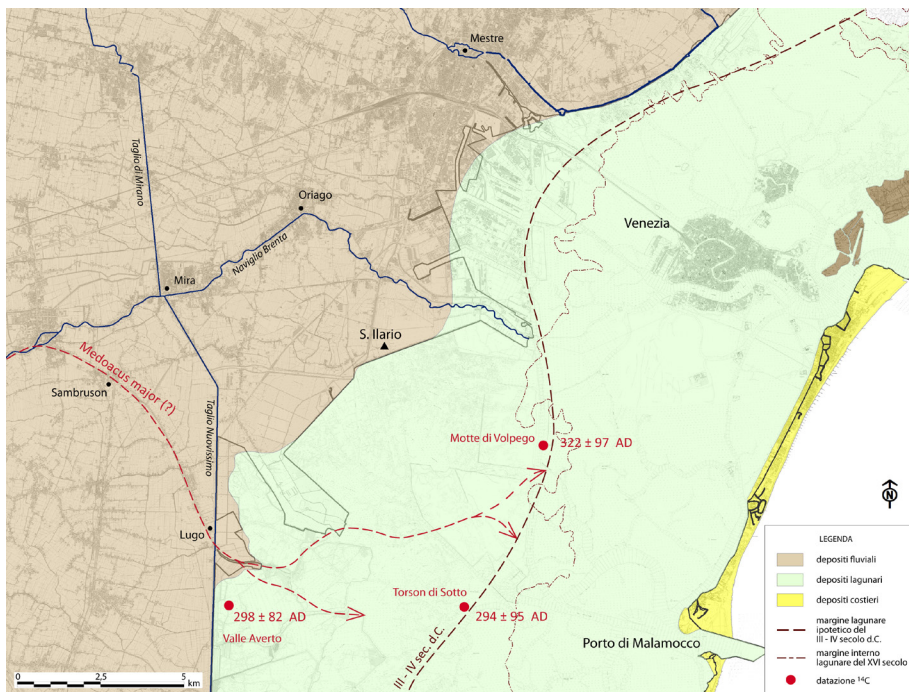 Mestre
Taglio di Mirano
Oriago
Naviglio Brenta
Venezia
Mira
S. Ilario
Medoacus major (?)
Sambruson
Taglio Nuovissimo
Motte di Volpego
322 ± 97 AD
Lugo
Torson di Sotto
298 ± 82 AD
294 ± 95 AD
Valle Averto
III - IV sec. d.C.
Porto di Malamocco
0 2,5 5
km
N
LEGENDA
depositi fluviali
depositi lagunari
depositi costieri
margine lagunare
ipotetico del
III - IV secolo d.C.
margine interno
lagunare del XVI secolo
datazione ¹⁴C